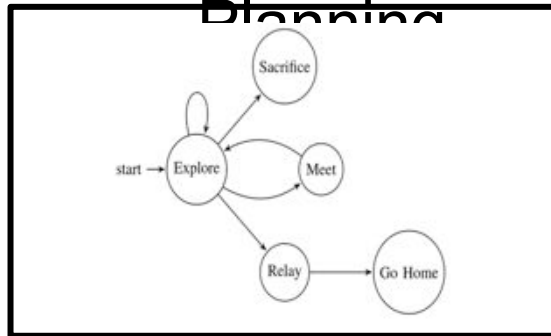 Planning
Sacrifice
start
Explore
Meet
Relay
Go Home